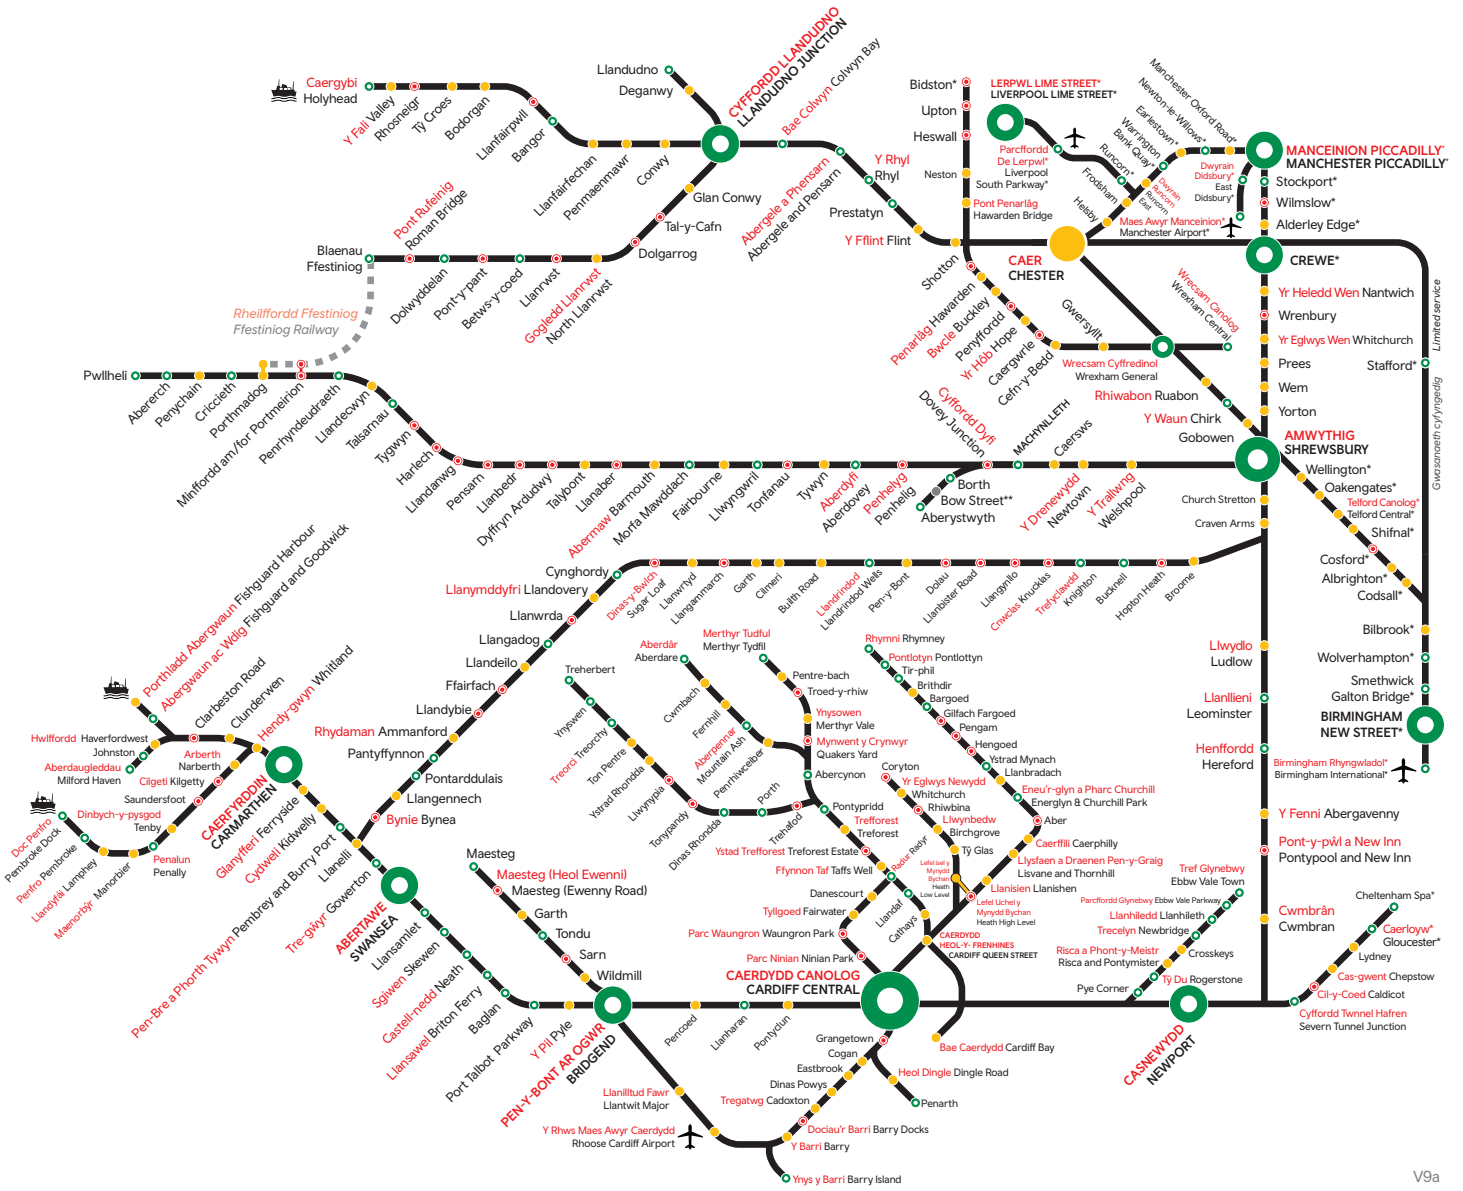 Caergybi
Holyhead
Y Fali Valley
Rhosneigr
Tŷ Croes
Bodorgan
Llanfairpwll
Bangor
Llanfairfechan
Penmaenmawr
Conwy
Llandudno
Deganwy
CYFFORDD LLANDUDNO
LLANDUDNO JUNCTION
Glan Conwy
Tal-y-Cafn
Dolgarrog
Gogledd Llanrwst
North Llanrwst
Llanrwst
Betws-y-coed
Pont-y-pant
Dolwyddelan
Pont Rufeinig
Roman Bridge
Blaenau
Ffestiniog
Rheilffordd Ffestiniog
Ffestiniog Railway
Bae Colwyn Colwyn Bay
Abergele a Phensarn
Abergele and Pensarn
Y Rhyl
Rhyl
Prestatyn
Y Fflint Flint
Shotton
Bidston*
Upton
Heswall
Neston
Pont Penarlâg
Hawarden Bridge
LERPWL LIME STREET*
LIVERPOOL LIME STREET*
Parcffordd
De Lerpwl*
Liverpool
South Parkway*
Runcorn*
Frodsham
Helsby
CAER
CHESTER
Dwyrain
Runcorn
Runcorn
East
Warrington
Bank Quay*
Earlestown*
Newton-le-Willows*
Manchester Oxford Road*
MANCEINION PICCADILLY*
MANCHESTER PICCADILLY*
Dwyrain
Didsbury*
East
Didsbury*
Maes Awyr Manceinion*
Manchester Airport*
Stockport*
Wilmslow*
Alderley Edge*
CREWE*
Yr Heledd Wen Nantwich
Wrenbury
Yr Eglwys Wen Whitchurch
Prees
Wem
Yorton
AMWYTHIG
SHREWSBURY
Penarlâg Hawarden
Bwcle Buckley
Penyffordd
Yr Hôb Hope
Caergwrle
Cefn-y-Bedd
Gwersyllt
Wrecsam Canolog
Wrexham Central
Wrecsam Cyffredinol
Wrexham General
Rhiwabon Ruabon
Y Waun Chirk
Gobowen
Limited service
Gwasanaeth cyfyngedig
Stafford*
Wellington*
Oakengates*
Telford Canolog*
Telford Central*
Shifnal*
Cosford*
Albrighton*
Codsall*
Bilbrook*
Wolverhampton*
Smethwick
Galton Bridge*
BIRMINGHAM
NEW STREET*
Birmingham Rhyngwladol*
Birmingham International*
Pwllheli
Abererch
Penychain
Criccieth
Porthmadog
Minffordd am/for Portmeirion
Penrhyndeudraeth
Llandecwyn
Talsarnau
Tygwyn
Harlech
Llandanwg
Pensarn
Llanbedr
Dyffryn Ardudwy
Talybont
Llanaber
Abermaw Barmouth
Morfa Mawddach
Fairbourne
Llwyngwril
Tonfanau
Tywyn
Aberdyfi
Aberdovey
Penhelyg
Penhelig
Cyffordd Dyfi
Dovey Junction
Borth
Bow Street**
Aberystwyth
MACHYNLLETH
Caersws
Y Drenewydd
Newtown
Y Trallwng
Welshpool
Church Stretton
Craven Arms
Broome
Hopton Heath
Bucknell
Trefyclawdd
Knighton
Cnwclas Knucklas
Llangynllo
Llanbister Road
Dolau
Pen-y-Bont
Llandrindod
Llandrindod Wells
Builth Road
Cilmeri
Garth
Llangammarch
Llanwrtyd
Dinas-y-Bwlch
Sugar Loaf
Cynghordy
Llanymddyfri Llandovery
Llanwrda
Llangadog
Llandeilo
Ffairfach
Llandybie
Rhydaman Ammanford
Pantyffynnon
Pontarddulais
Llangennech
Bynie Bynea
Llwydlo
Ludlow
Llanllieni
Leominster
Henffordd
Hereford
Y Fenni Abergavenny
Pont-y-pŵl a New Inn
Pontypool and New Inn
Cwmbrân
Cwmbran
Porthladd Abergwaun Fishguard Harbour
Abergwaun ac Wdig Fishguard and Goodwick
Clarbeston Road
Clunderwen
Hendy-gwyn Whitland
Hwlffordd Haverfordwest
Johnston
Aberdaugleddau
Milford Haven
Arberth
Narberth
Cilgeti Kilgetty
Saundersfoot
Dinbych-y-pysgod
Tenby
Penalun
Penally
Doc Penfro
Pembroke Dock
Penfro Pembroke
Llandyfái Lamphey
Maenorbŷr Manorbier
CAERFYRDDIN
CARMARTHEN
Glanyfferi Ferryside
Cydweli Kidwelly
Pen-Bre a Phorth Tywyn Pembrey and Burry Port
Llanelli
Tre-gŵyr Gowerton
ABERTAWE
SWANSEA
Llansamlet
Sgiwen Skewen
Castell-nedd Neath
Llansawel Briton Ferry
Baglan
Port Talbot Parkway
Y Pîl Pyle
PEN-Y-BONT AR OGWR
BRIDGEND
Maesteg
Maesteg (Heol Ewenni)
Maesteg (Ewenny Road)
Garth
Tondu
Sarn
Wildmill
Pencoed
Llanharan
Pontyclun
Treherbert
Ynyswen
Treorci Treorchy
Ton Pentre
Ystrad Rhondda
Llwynypia
Tonypandy
Dinas Rhondda
Porth
Trehafod
Aberdâr
Aberdare
Cwmbach
Fernhill
Aberpennar
Mountain Ash
Penrhiwceiber
Merthyr Tudful
Merthyr Tydfil
Pentre-bach
Troed-y-rhiw
Ynysowen
Merthyr Vale
Mynwent y Crynwyr
Quakers Yard
Abercynon
Pontypridd
Trefforest
Treforest
Ystad Trefforest Treforest Estate
Ffynnon Taf Taffs Well
Radur Radyr
Danescourt
Tyllgoed Fairwater
Parc Waungron Waungron Park
Parc Ninian Ninian Park
Llandaf
Cathays
Rhymni Rhymney
Pontlotyn Pontlottyn
Tir-phil
Brithdir
Bargoed
Gilfach Fargoed
Pengam
Hengoed
Ystrad Mynach
Llanbradach
Eneu'r-glyn a Pharc Churchill
Energlyn & Churchill Park
Aber
Caerffili Caerphilly
Llysfaen a Draenen Pen-y-Graig
Lisvane and Thornhill
Llanisien Llanishen
Lefel Uchel y
Mynydd Bychan
Heath High Level
Coryton
Yr Eglwys Newydd
Whitchurch
Rhiwbina
Llwynbedw
Birchgrove
Tŷ Glas
Lefel Isel y
Mynydd
Bychan
Heath
Low Level
CAERDYDD
HEOL-Y- FRENHINES
CARDIFF QUEEN STREET
CAERDYDD CANOLOG
CARDIFF CENTRAL
Bae Caerdydd Cardiff Bay
Grangetown
Cogan
Eastbrook
Dinas Powys
Tregatwg Cadoxton
Dociau'r Barri Barry Docks
Y Barri Barry
Ynys y Barri Barry Island
Heol Dingle Dingle Road
Penarth
Llanilltud Fawr
Llantwit Major
Y Rhws Maes Awyr Caerdydd
Rhoose Cardiff Airport
Tref Glynebwy
Ebbw Vale Town
Parcffordd Glynebwy Ebbw Vale Parkway
Llanhiledd Llanhileth
Trecelyn Newbridge
Crosskeys
Risca a Phont-y-Meistr
Risca and Pontymister
Tŷ Du Rogerstone
Pye Corner
CASNEWYDD
NEWPORT
Cheltenham Spa*
Caerloyw*
Gloucester*
Lydney
Cas-gwent Chepstow
Cil-y-Coed Caldicot
Cyffordd Twnnel Hafren
Severn Tunnel Junction
V9a